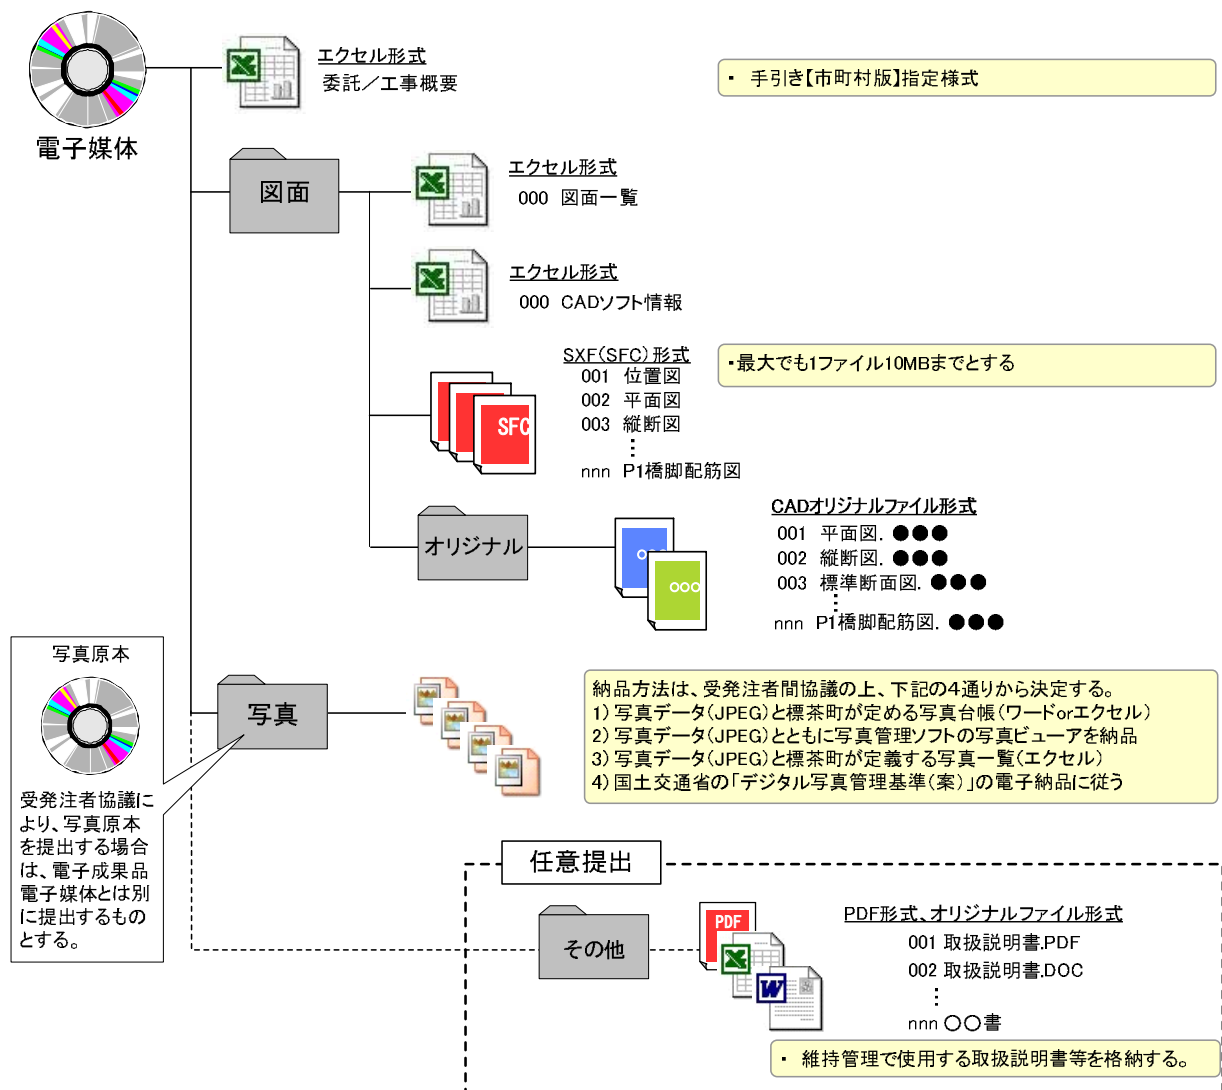 電子媒体
エクセル形式
委託／工事概要
・ 手引き【市町村版】指定様式
図面
エクセル形式
000 図面一覧
エクセル形式
000 CADソフト情報
SXF(SFC)形式
001 位置図
002 平面図
003 縦断図
⋮
nnn P1橋脚配筋図
SFC
・最大でも1ファイル10MBまでとする
オリジナル
○○○
○○○
CADオリジナルファイル形式
001 平面図. ●●●
002 縦断図. ●●●
003 標準断面図. ●●●
⋮
nnn P1橋脚配筋図. ●●●
写真原本
受発注者協議に
より、写真原本
を提出する場合
は、電子成果品
電子媒体とは別
に提出するもの
とする。
写真
納品方法は、受発注者間協議の上、下記の４通りから決定する。
1) 写真データ(JPEG)と標茶町が定める写真台帳(ワードorエクセル)
2) 写真データ(JPEG)とともに写真管理ソフトの写真ビューアを納品
3) 写真データ(JPEG)と標茶町が定義する写真一覧(エクセル)
4) 国土交通省の「デジタル写真管理基準(案)」の電子納品に従う
任意提出
その他
PDF
W
PDF形式、オリジナルファイル形式
001 取扱説明書.PDF
002 取扱説明書.DOC
⋮
nnn 〇〇書
・ 維持管理で使用する取扱説明書等を格納する。